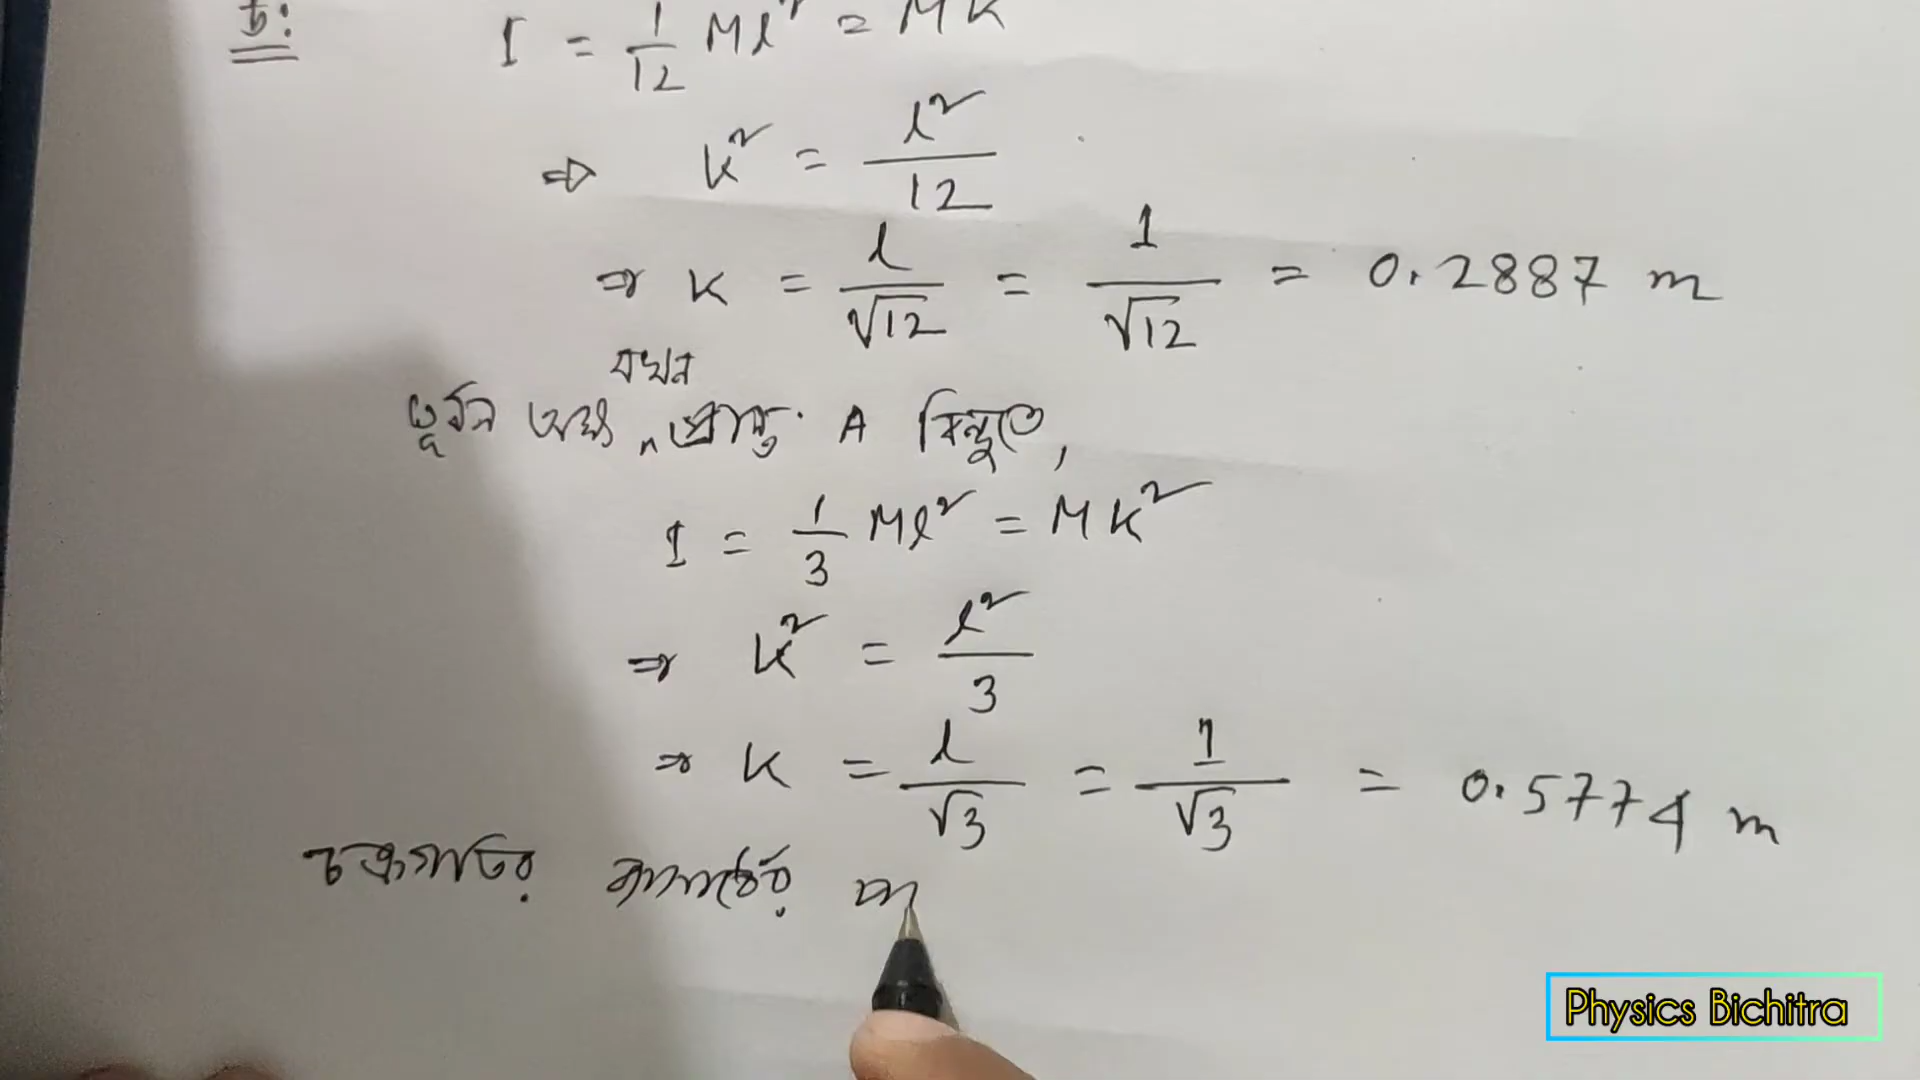 চ:
I = 1/12 Ml² = MK
⇒ K² = l²/12
⇒ K = l/√12 = 1/√12 = 0.2887 m
যখন
ঘূর্ণন অক্ষ ^ প্রান্ত A বিন্দুতে,
I = 1/3 Ml² = MK²
⇒ K² = l²/3
⇒ K = l/√3 = 1/√3 = 0.5774 m
চক্রগতির ব্যাসার্ধের
Physics Bichitra